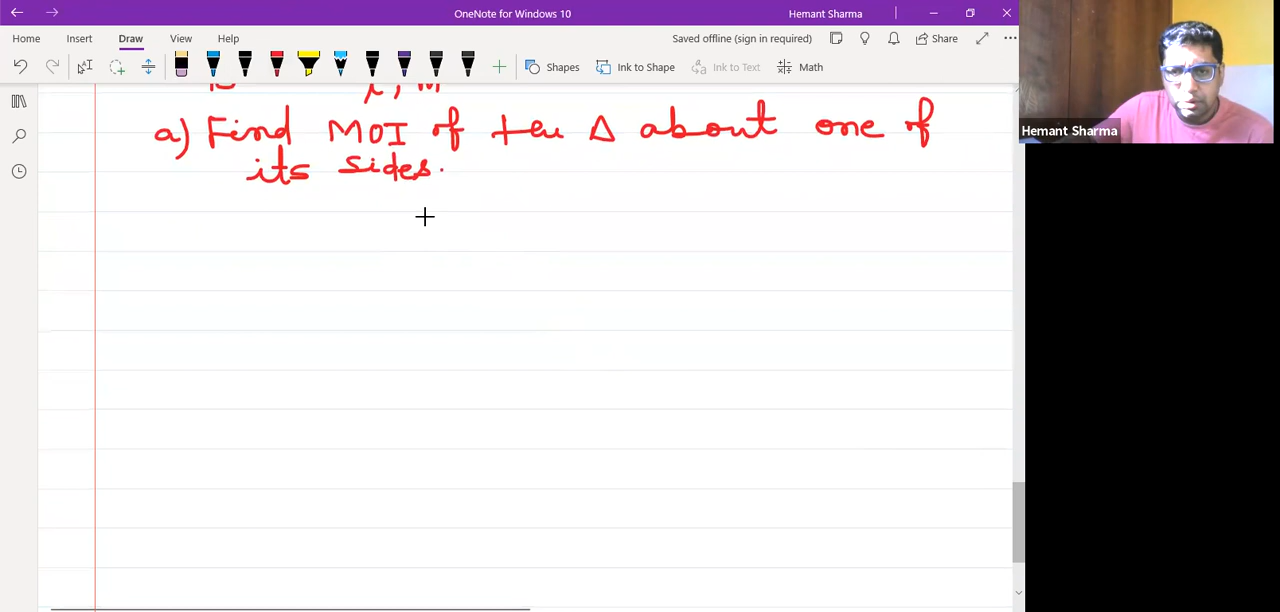 OneNote for Windows 10
Hemant Sharma
Home Insert Draw View Help
Saved offline (sign in required) Share
Shapes Ink to Shape Ink to Text Math
Hemant Sharma
a) Find MOI of the Δ about one of
its sides.